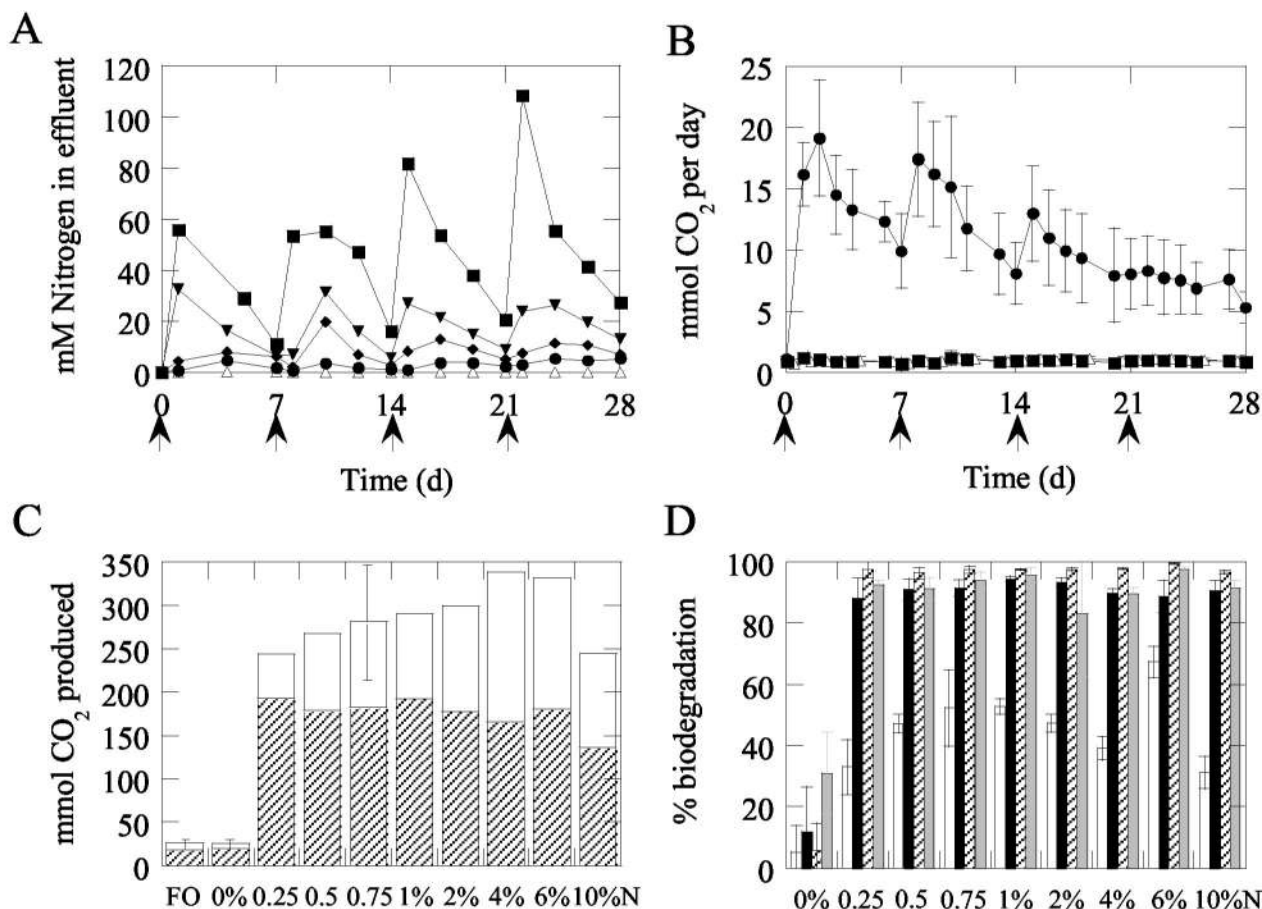 A
mM Nitrogen in effluent
120
100
80
60
40
20
0
0 7 14 21 28
Time (d)
B
mmol CO2 per day
25
20
15
10
5
0
0 7 14 21 28
Time (d)
C
mmol CO2 produced
350
300
250
200
150
100
50
0
FO 0% 0.25 0.5 0.75 1% 2% 4% 6% 10%N
D
% biodegradation
100
80
60
40
20
0
0% 0.25 0.5 0.75 1% 2% 4% 6% 10%N